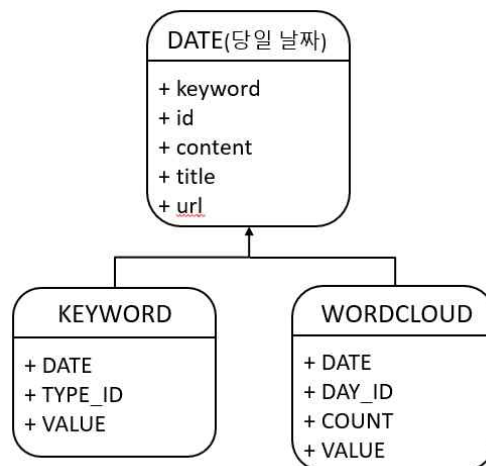 DATE(당일 날짜)
+ keyword
+ id
+ content
+ title
+ url
KEYWORD
+ DATE
+ TYPE_ID
+ VALUE
WORDCLOUD
+ DATE
+ DAY_ID
+ COUNT
+ VALUE